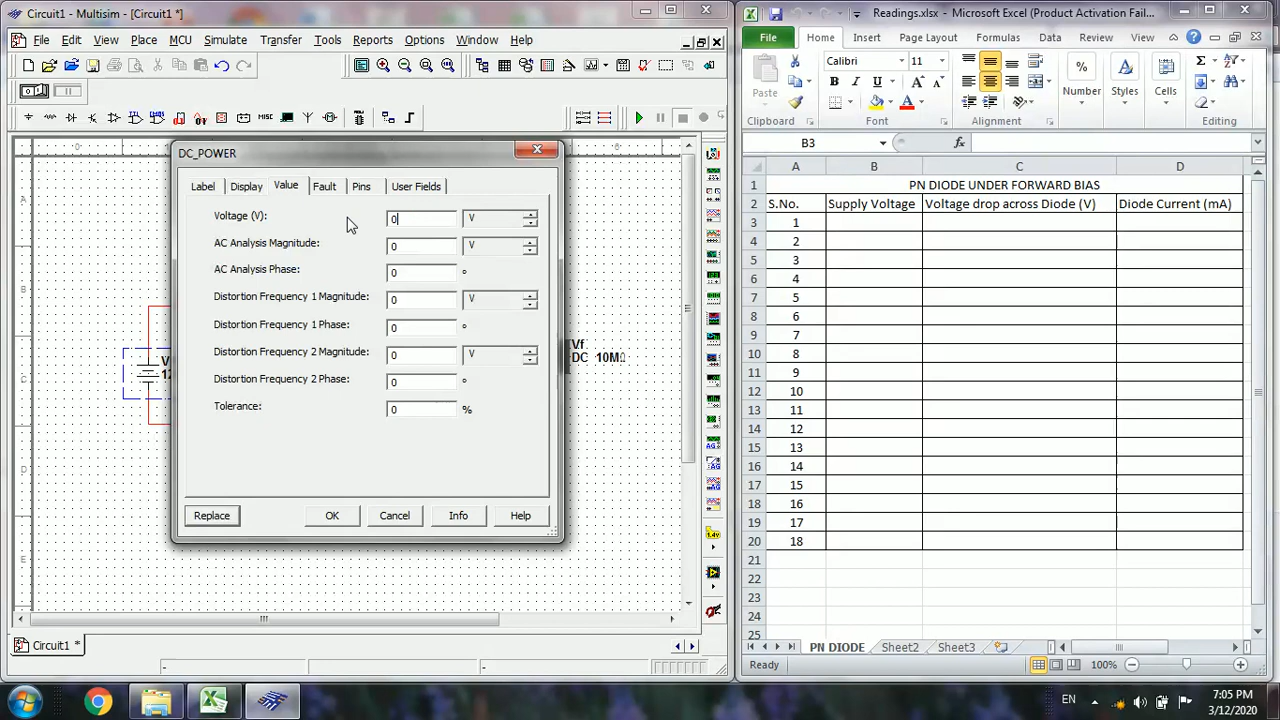 Circuit1 - Multisim - [Circuit1 *]
File Edit View Place MCU Simulate Transfer Tools Reports Options Window Help
MISC
DC_POWER
Label Display Value Fault Pins User Fields
Voltage (V): 0 V
AC Analysis Magnitude: 0 V
AC Analysis Phase: 0 °
Distortion Frequency 1 Magnitude: 0 V
Distortion Frequency 1 Phase: 0 °
Distortion Frequency 2 Magnitude: 0 V
Distortion Frequency 2 Phase: 0 °
Tolerance: 0 %
Replace OK Cancel Info Help
Vf
DC 10MΩ
Circuit1 *
Readings.xlsx - Microsoft Excel (Product Activation Fail...
File Home Insert Page Layout Formulas Data Review View
Paste Calibri 11 Number Styles Cells
Clipboard Font Alignment Editing
B3 fx
A B C D
1 PN DIODE UNDER FORWARD BIAS
2 S.No. Supply Voltage Voltage drop across Diode (V) Diode Current (mA)
3 1
4 2
5 3
6 4
7 5
8 6
9 7
10 8
11 9
12 10
13 11
14 12
15 13
16 14
17 15
18 16
19 17
20 18
21
22
23
24
25
PN DIODE Sheet2 Sheet3
Ready 100%
EN 7:05 PM
3/12/2020